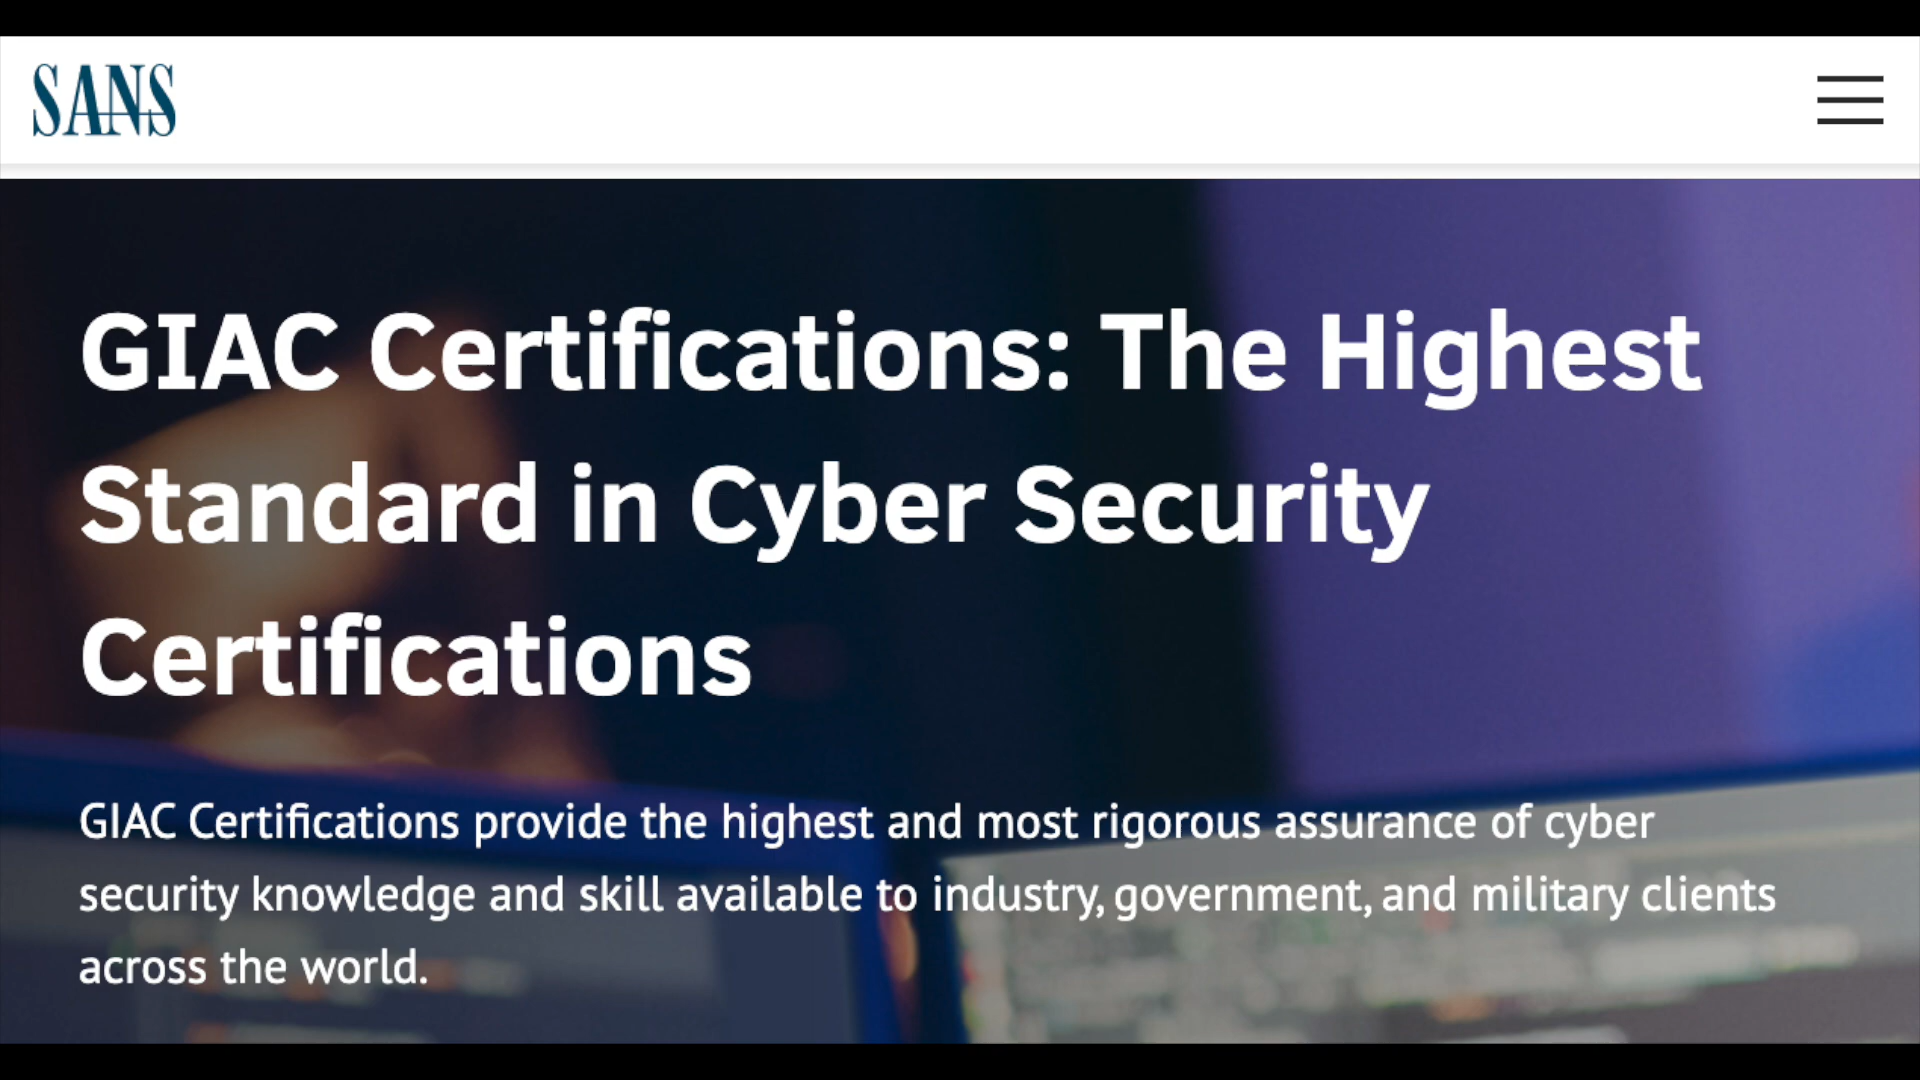 SANS
GIAC Certifications: The Highest
Standard in Cyber Security
Certifications
GIAC Certifications provide the highest and most rigorous assurance of cyber
security knowledge and skill available to industry, government, and military clients
across the world.